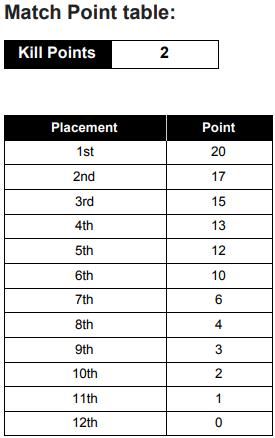 Match Point table:
Kill Points 2
Placement Point
1st 20
2nd 17
3rd 15
4th 13
5th 12
6th 10
7th 6
8th 4
9th 3
10th 2
11th 1
12th 0